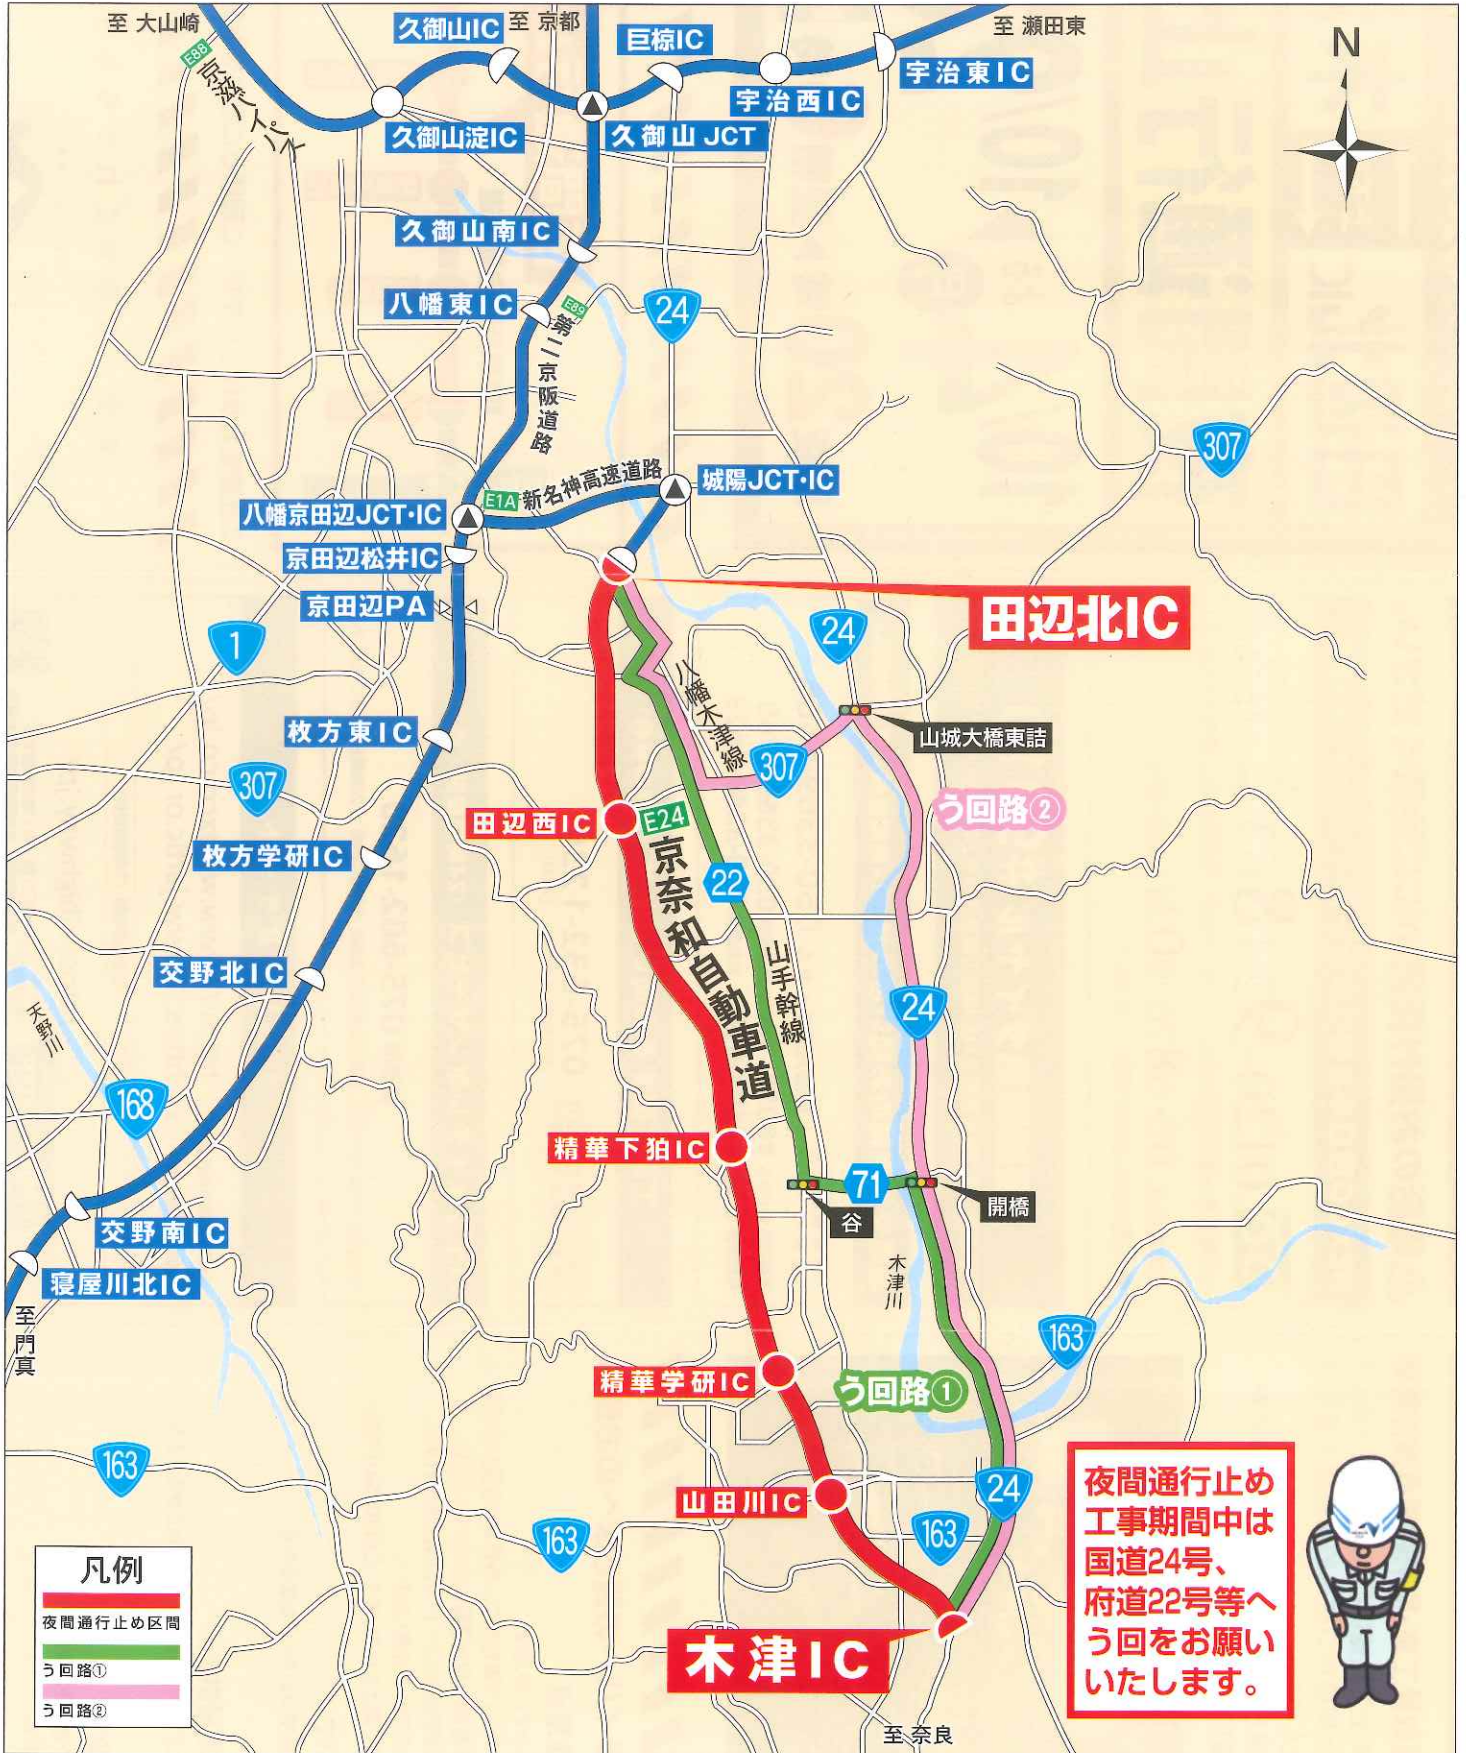 至 大山崎
久御山IC
至 京都
巨椋IC
至 瀬田東
N
E88
京滋バイパス
宇治東IC
宇治西IC
久御山淀IC
久御山JCT
久御山南IC
八幡東IC
E89
第二京阪道路
24
307
城陽JCT・IC
E1A 新名神高速道路
八幡京田辺JCT・IC
京田辺松井IC
京田辺PA
田辺北IC
1
24
八幡木津線
山城大橋東詰
枚方東IC
307
307
う回路②
田辺西IC
E24
京奈和自動車道
枚方学研IC
22
山手幹線
交野北IC
天野川
24
168
精華下狛IC
71
谷
開橋
交野南IC
寝屋川北IC
木津川
至 門真
163
精華学研IC
う回路①
163
山田川IC
24
163
163
夜間通行止め
工事期間中は
国道24号、
府道22号等へ
う回をお願い
いたします。
凡例
夜間通行止め区間
う回路①
う回路②
木津IC
至 奈良